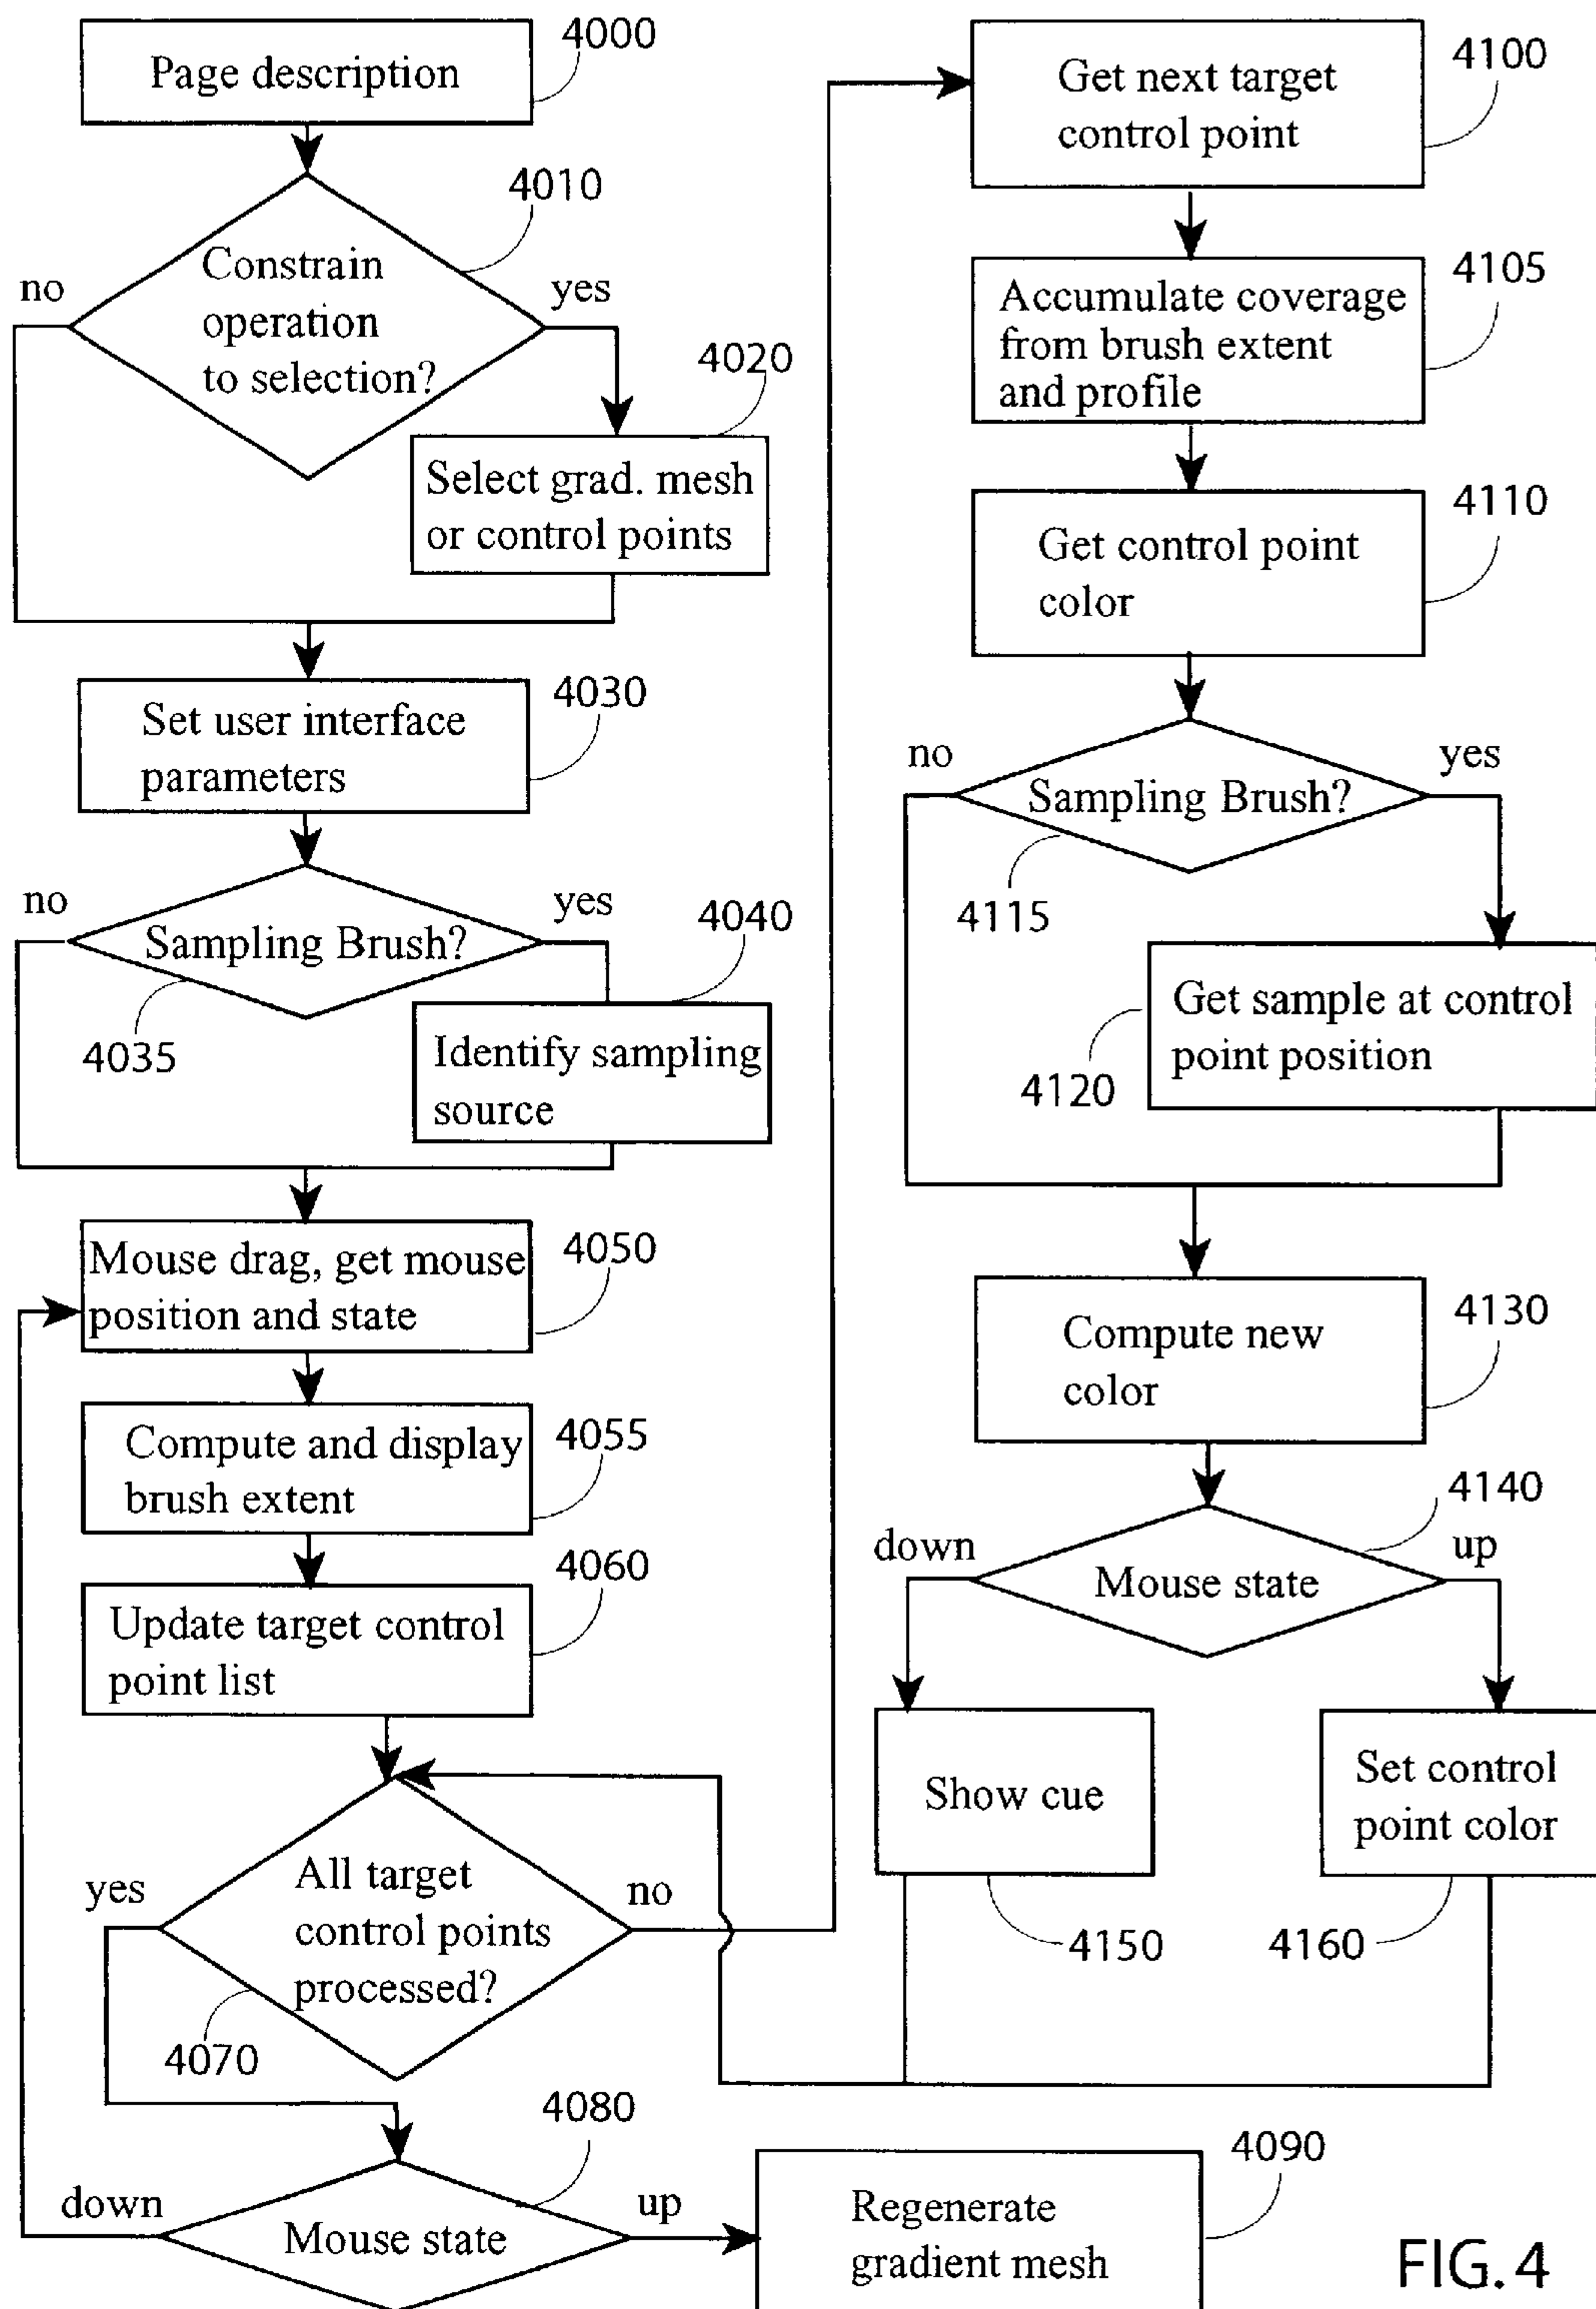 Page description
4000
4010
Constrain
operation
to selection?
no
yes
4020
Select grad. mesh
or control points
4030
Set user interface
parameters
no
yes
4040
Sampling Brush?
4035
Identify sampling
source
4050
Mouse drag, get mouse
position and state
4055
Compute and display
brush extent
4060
Update target control
point list
yes
All target
control points
processed?
no
4070
4080
down
up
Mouse state
4090
Regenerate
gradient mesh
4100
Get next target
control point
4105
Accumulate coverage
from brush extent
and profile
4110
Get control point
color
no
yes
Sampling Brush?
4115
Get sample at control
point position
4120
4130
Compute new
color
4140
down
up
Mouse state
Show cue
Set control
point color
4150
4160
FIG. 4